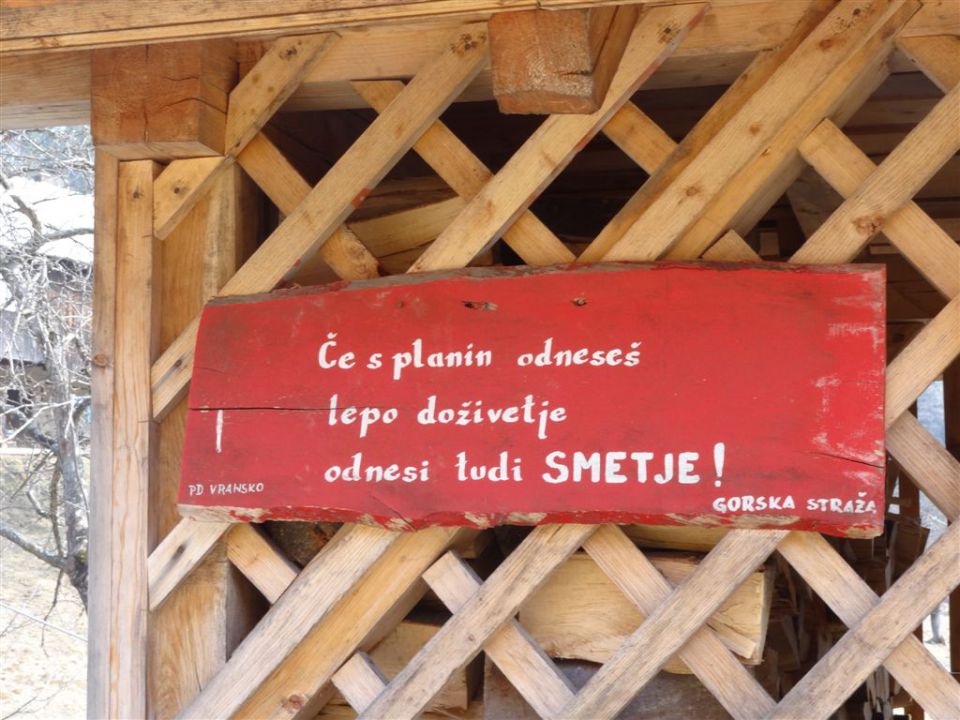 Če s planin odneseš
lepo doživetje
odnesi tudi SMETJE!
PD VRANSKO
GORSKA STRAŽA